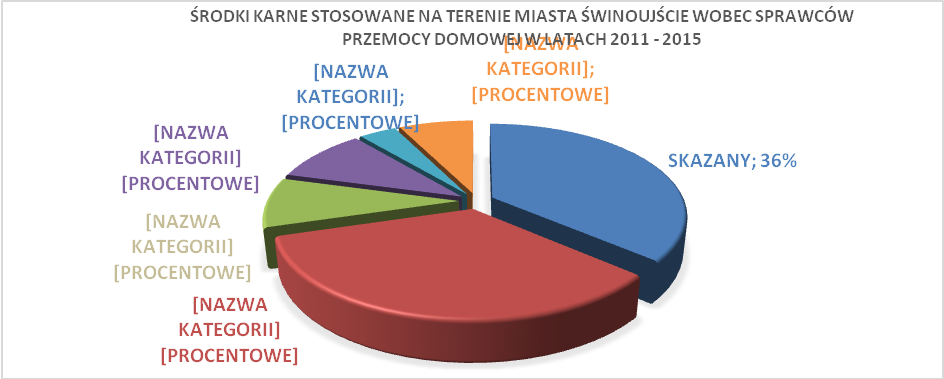 ŚRODKI KARNE STOSOWANE NA TERENIE MIASTA ŚWINOUJŚCIE WOBEC SPRAWCÓW
PRZEMOCY DOMOWEJ W LATACH 2011 - 2015
[NAZWA
KATEGORII];
[PROCENTOWE]
[NAZWA
KATEGORII];
[PROCENTOWE]
[NAZWA
KATEGORII]
[PROCENTOWE]
SKAZANY; 36%
[NAZWA
KATEGORII]
[PROCENTOWE]
[NAZWA
KATEGORII]
[PROCENTOWE]